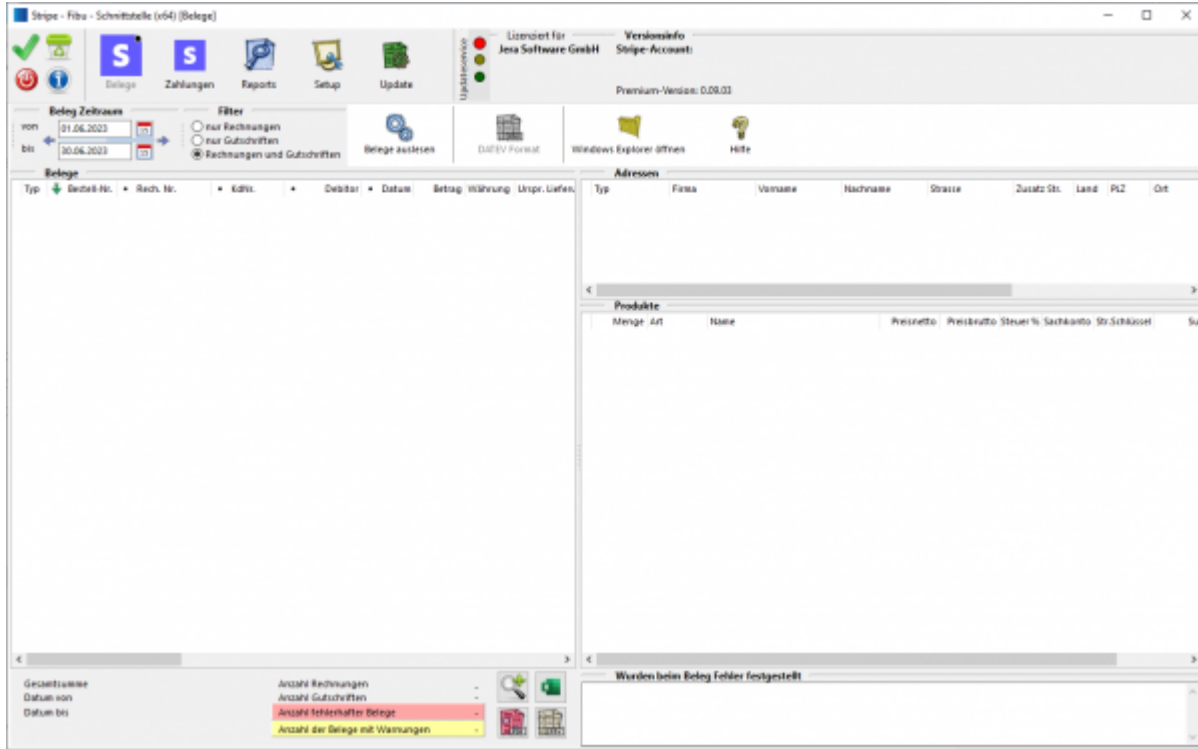 Stripe - Fibu - Schnittstelle (x64) [Belege]
Belege
Zahlungen
Reports
Setup
Update
Updateservice
Lizenziert für
Jera Software GmbH
Versionsinfo
Stripe-Account:
Premium-Version: 0.09.03
Beleg Zeitraum
von 01.06.2023
bis 30.06.2023
Filter
nur Rechnungen
nur Gutschriften
Rechnungen und Gutschriften
Belege auslesen
DATEV Format
Windows Explorer öffnen
Hilfe
Belege
Typ Bestell-Nr. Rech. Nr. KdNr. Debitor Datum Betrag Währung Urspr. Liefer.
Adressen
Typ Firma Vorname Nachname Strasse Zusatz Str. Land PLZ Ort
Produkte
Menge Art Name Preisnetto Preisbrutto Steuer % Sachkonto Str.Schlüssel Su
Gesamtsumme
Datum von
Datum bis
Anzahl Rechnungen -
Anzahl Gutschriften -
Anzahl fehlerhafter Belege -
Anzahl der Belege mit Warnungen -
Wurden beim Beleg Fehler festgestellt